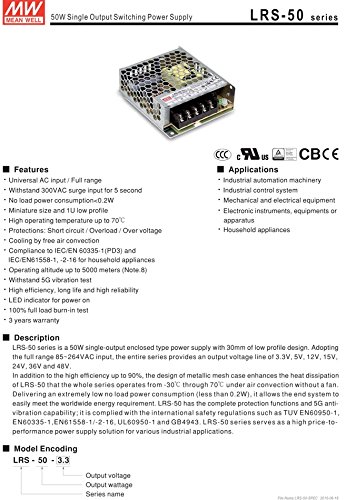 MW
MEAN WELL
50W Single Output Switching Power Supply
LRS-50 series
■ Features
• Universal AC input / Full range
• Withstand 300VAC surge input for 5 second
• No load power consumption<0.2W
• Miniature size and 1U low profile
• High operating temperature up to 70℃
• Protections: Short circuit / Overload / Over voltage
• Cooling by free air convection
• Compliance to IEC/EN 60335-1(PD3) and
IEC/EN61558-1, -2-16 for household appliances
• Operating altitude up to 5000 meters (Note.8)
• Withstand 5G vibration test
• High efficiency, long life and high reliability
• LED indicator for power on
• 100% full load burn-in test
• 3 years warranty
CCC
c UL us
CB CE
■ Applications
• Industrial automation machinery
• Industrial control system
• Mechanical and electrical equipment
• Electronic instruments, equipments or
apparatus
• Household appliances
■ Description
LRS-50 series is a 50W single-output enclosed type power supply with 30mm of low profile design. Adopting
the full range 85~264VAC input, the entire series provides an output voltage line of 3.3V, 5V, 12V, 15V,
24V, 36V and 48V.
In addition to the high efficiency up to 90%, the design of metallic mesh case enhances the heat dissipation
of LRS-50 that the whole series operates from -30℃ through 70℃ under air convection without a fan.
Delivering an extremely low no load power consumption (less than 0.2W), it allows the end system to
easily meet the worldwide energy requirement. LRS-50 has the complete protection functions and 5G anti-
vibration capability; it is complied with the international safety regulations such as TUV EN60950-1,
EN60335-1,EN61558-1/-2-16, UL60950-1 and GB4943. LRS-50 series serves as a high price-to-
performance power supply solution for various industrial applications.
■ Model Encoding
LRS - 50 - 3.3
Output voltage
Output wattage
Series name